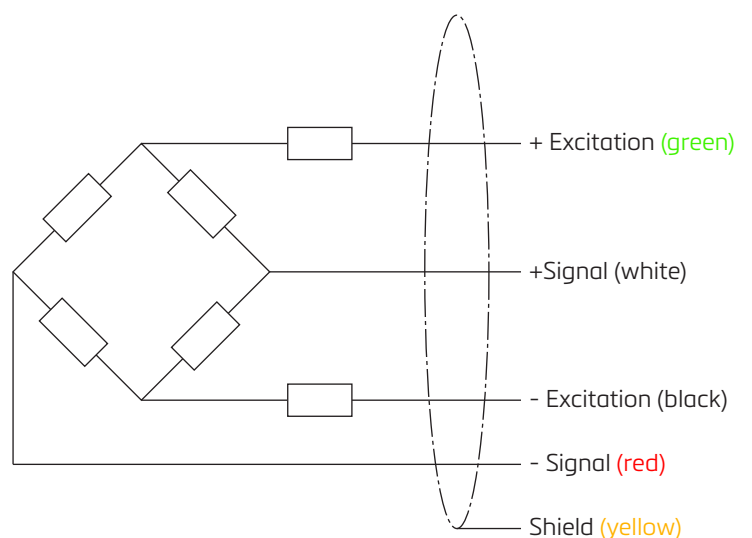 + Excitation (green)
+Signal (white)
- Excitation (black)
- Signal (red)
Shield (yellow)